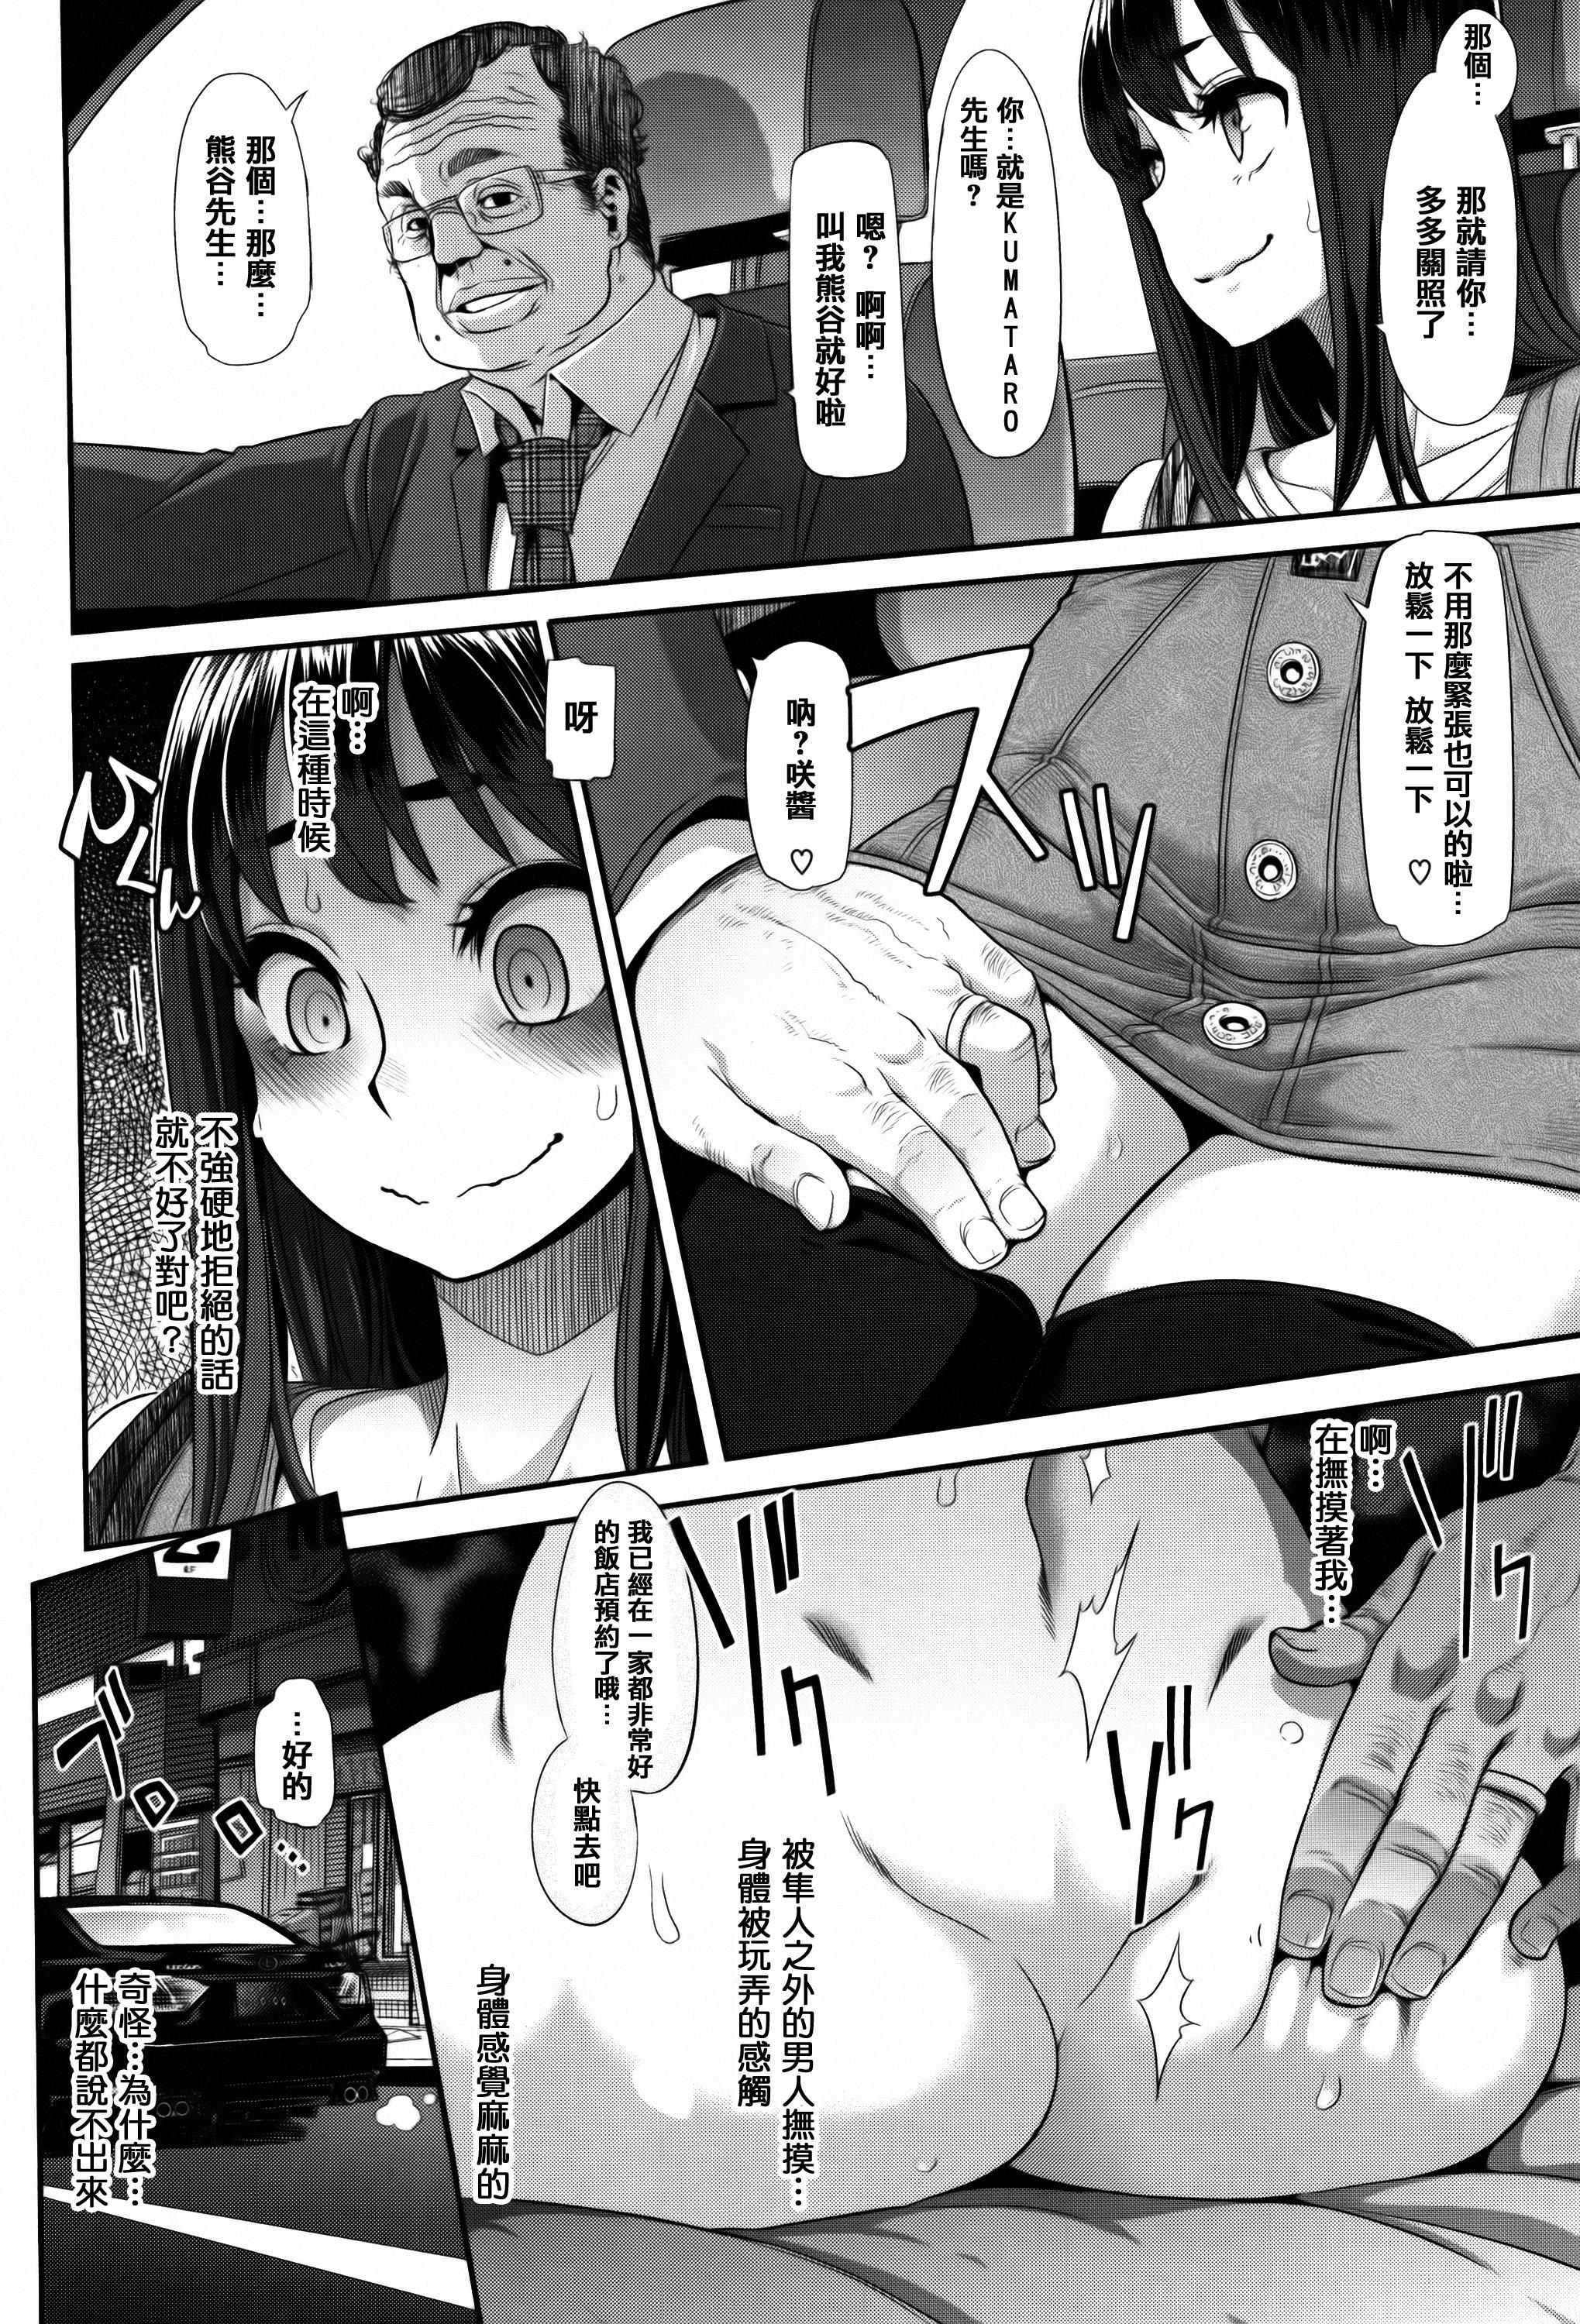 那個…
那就請你…
多多關照了
你…就是KUMATARO
先生嗎？
嗯？ 啊啊…
叫我熊谷就好啦
那個…那麼…
熊谷先生…
不用那麼緊張也可以的啦…
放鬆一下 放鬆一下 ♡
吶？咲醬
♡
呀
啊…
在這種時候
不強硬地拒絕的話
就不好了對吧？
啊…
在撫摸著我…
被隼人之外的男人撫摸…
身體被玩弄的感觸
我已經在一家都非常好
的飯店預約了哦…
快點去吧
身體感覺麻麻的
…好的
ブロロ…
奇怪…為什麼…
什麼都說不出來